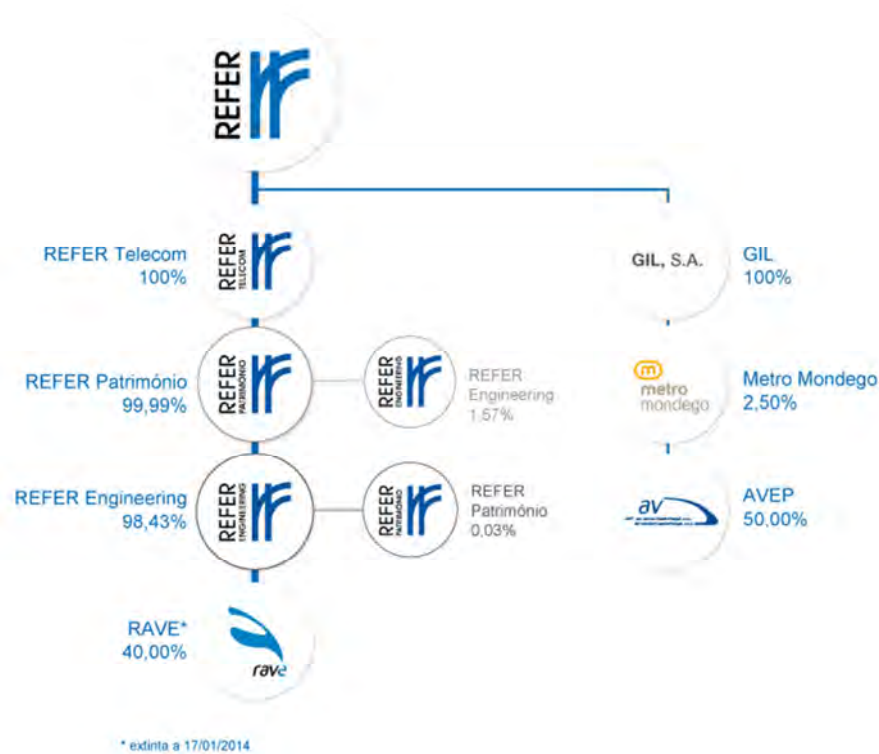 REFER
REFER Telecom
100%
REFER
TELECOM
GIL, S.A.
GIL
100%
REFER Património
99,99%
REFER
PATRIMÓNIO
REFER
ENGINEERING
REFER
Engineering
1,57%
metro
mondego
Metro Mondego
2,50%
REFER Engineering
98,43%
REFER
ENGINEERING
REFER
PATRIMÓNIO
REFER
Património
0,03%
av
AVEP
50,00%
RAVE*
40,00%
rave
* extinta a 17/01/2014